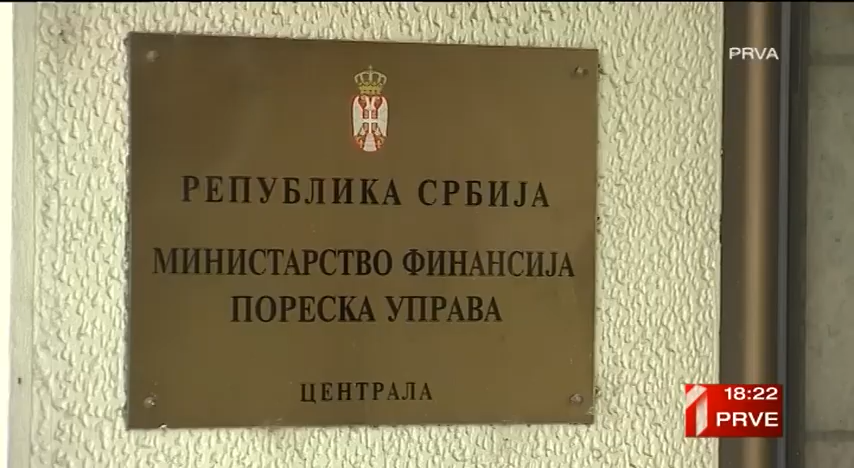 PRVA
РЕПУБЛИКА СРБИЈА
МИНИСТАРСТВО ФИНАНСИЈА
ПОРЕСКА УПРАВА
ЦЕНТРАЛА
18:22
PRVE